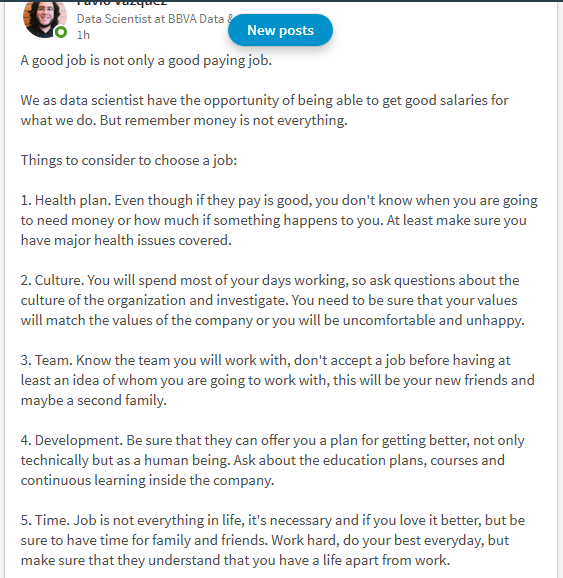 Favio Vázquez
Data Scientist at BBVA Data &
New posts
1h
A good job is not only a good paying job.
We as data scientist have the opportunity of being able to get good salaries for
what we do. But remember money is not everything.
Things to consider to choose a job:
1. Health plan. Even though if they pay is good, you don't know when you are going
to need money or how much if something happens to you. At least make sure you
have major health issues covered.
2. Culture. You will spend most of your days working, so ask questions about the
culture of the organization and investigate. You need to be sure that your values
will match the values of the company or you will be uncomfortable and unhappy.
3. Team. Know the team you will work with, don't accept a job before having at
least an idea of whom you are going to work with, this will be your new friends and
maybe a second family.
4. Development. Be sure that they can offer you a plan for getting better, not only
technically but as a human being. Ask about the education plans, courses and
continuous learning inside the company.
5. Time. Job is not everything in life, it's necessary and if you love it better, but be
sure to have time for family and friends. Work hard, do your best everyday, but
make sure that they understand that you have a life apart from work.